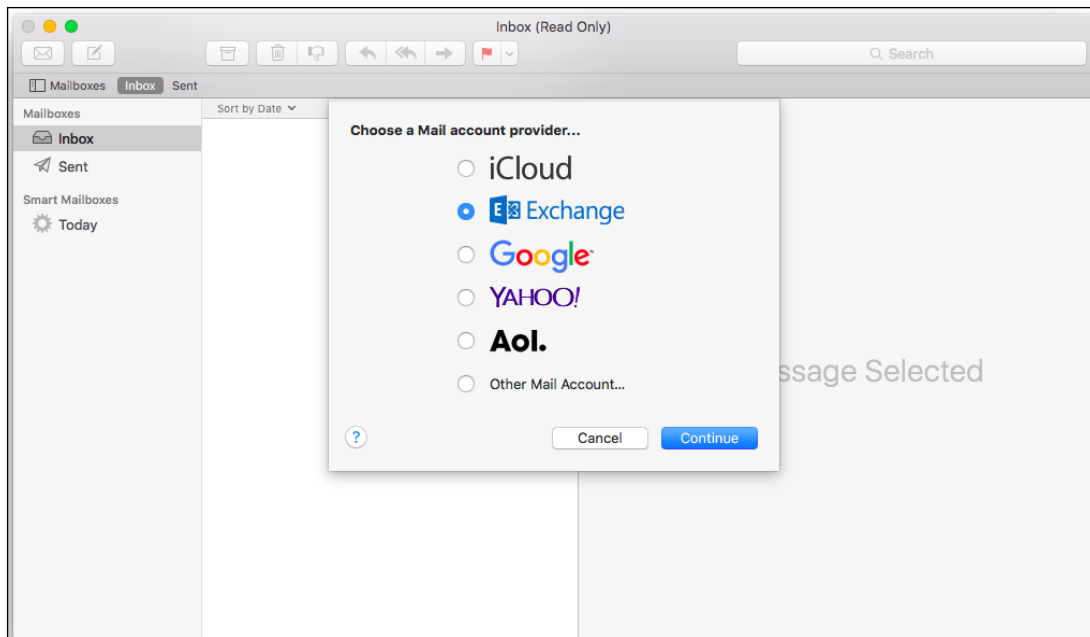 Inbox (Read Only)
Search
Mailboxes Inbox Sent
Mailboxes
Sort by Date
Inbox
Sent
Smart Mailboxes
Today
Choose a Mail account provider...
iCloud
E Exchange
Google™
YAHOO!
Aol.
Other Mail Account...
ssage Selected
? Cancel Continue